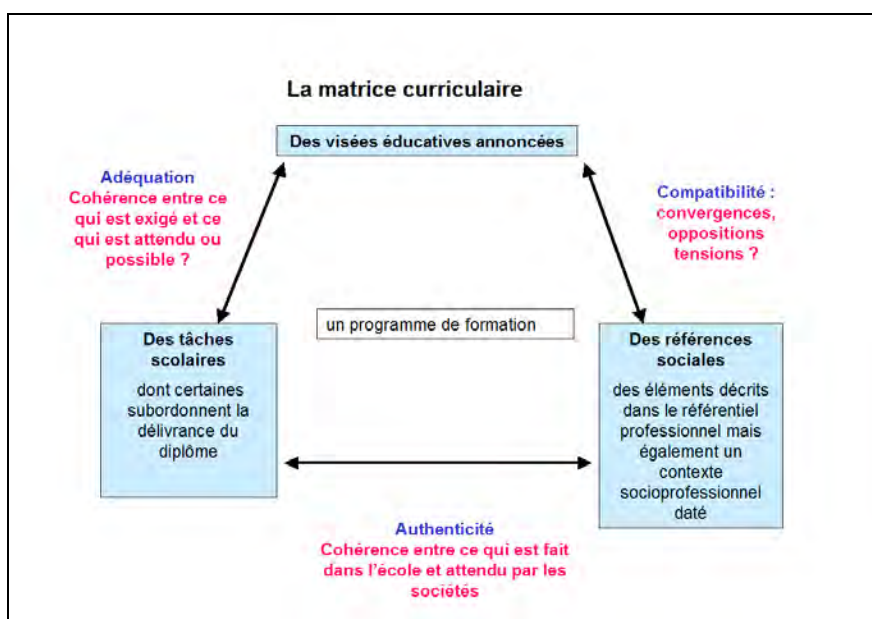 La matrice curriculaire
Des visées éducatives annoncées
Adéquation
Cohérence entre ce
qui est exigé et ce
qui est attendu ou
possible ?
Compatibilité :
convergences,
oppositions
tensions ?
un programme de formation
Des tâches
scolaires
dont certaines
subordonnent la
délivrance du
diplôme
Des références
sociales
des éléments décrits
dans le référentiel
professionnel mais
également un
contexte
socioprofessionnel
daté
Authenticité
Cohérence entre ce qui est fait
dans l'école et attendu par les
sociétés